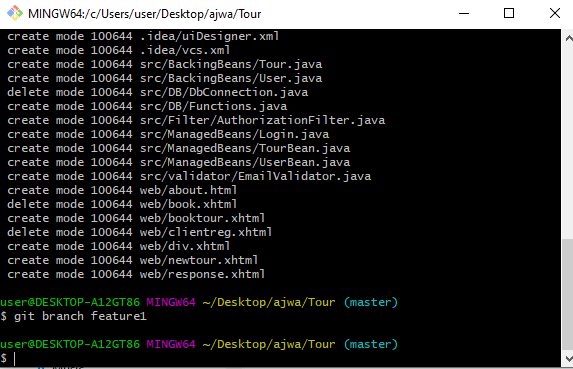 MINGW64:/c/Users/user/Desktop/ajwa/Tour
create mode 100644 .idea/uiDesigner.xml
create mode 100644 .idea/vcs.xml
create mode 100644 src/BackingBeans/Tour.java
create mode 100644 src/BackingBeans/User.java
delete mode 100644 src/DB/DbConnection.java
create mode 100644 src/DB/Functions.java
create mode 100644 src/Filter/AuthorizationFilter.java
create mode 100644 src/ManagedBeans/Login.java
create mode 100644 src/ManagedBeans/TourBean.java
create mode 100644 src/ManagedBeans/UserBean.java
create mode 100644 src/validator/EmailValidator.java
create mode 100644 web/about.html
delete mode 100644 web/book.xhtml
create mode 100644 web/booktour.xhtml
delete mode 100644 web/clientreg.xhtml
create mode 100644 web/div.xhtml
create mode 100644 web/newtour.xhtml
create mode 100644 web/response.xhtml
user@DESKTOP-A12GT86 MINGW64 ~/Desktop/ajwa/Tour (master)
$ git branch feature1
user@DESKTOP-A12GT86 MINGW64 ~/Desktop/ajwa/Tour (master)
$